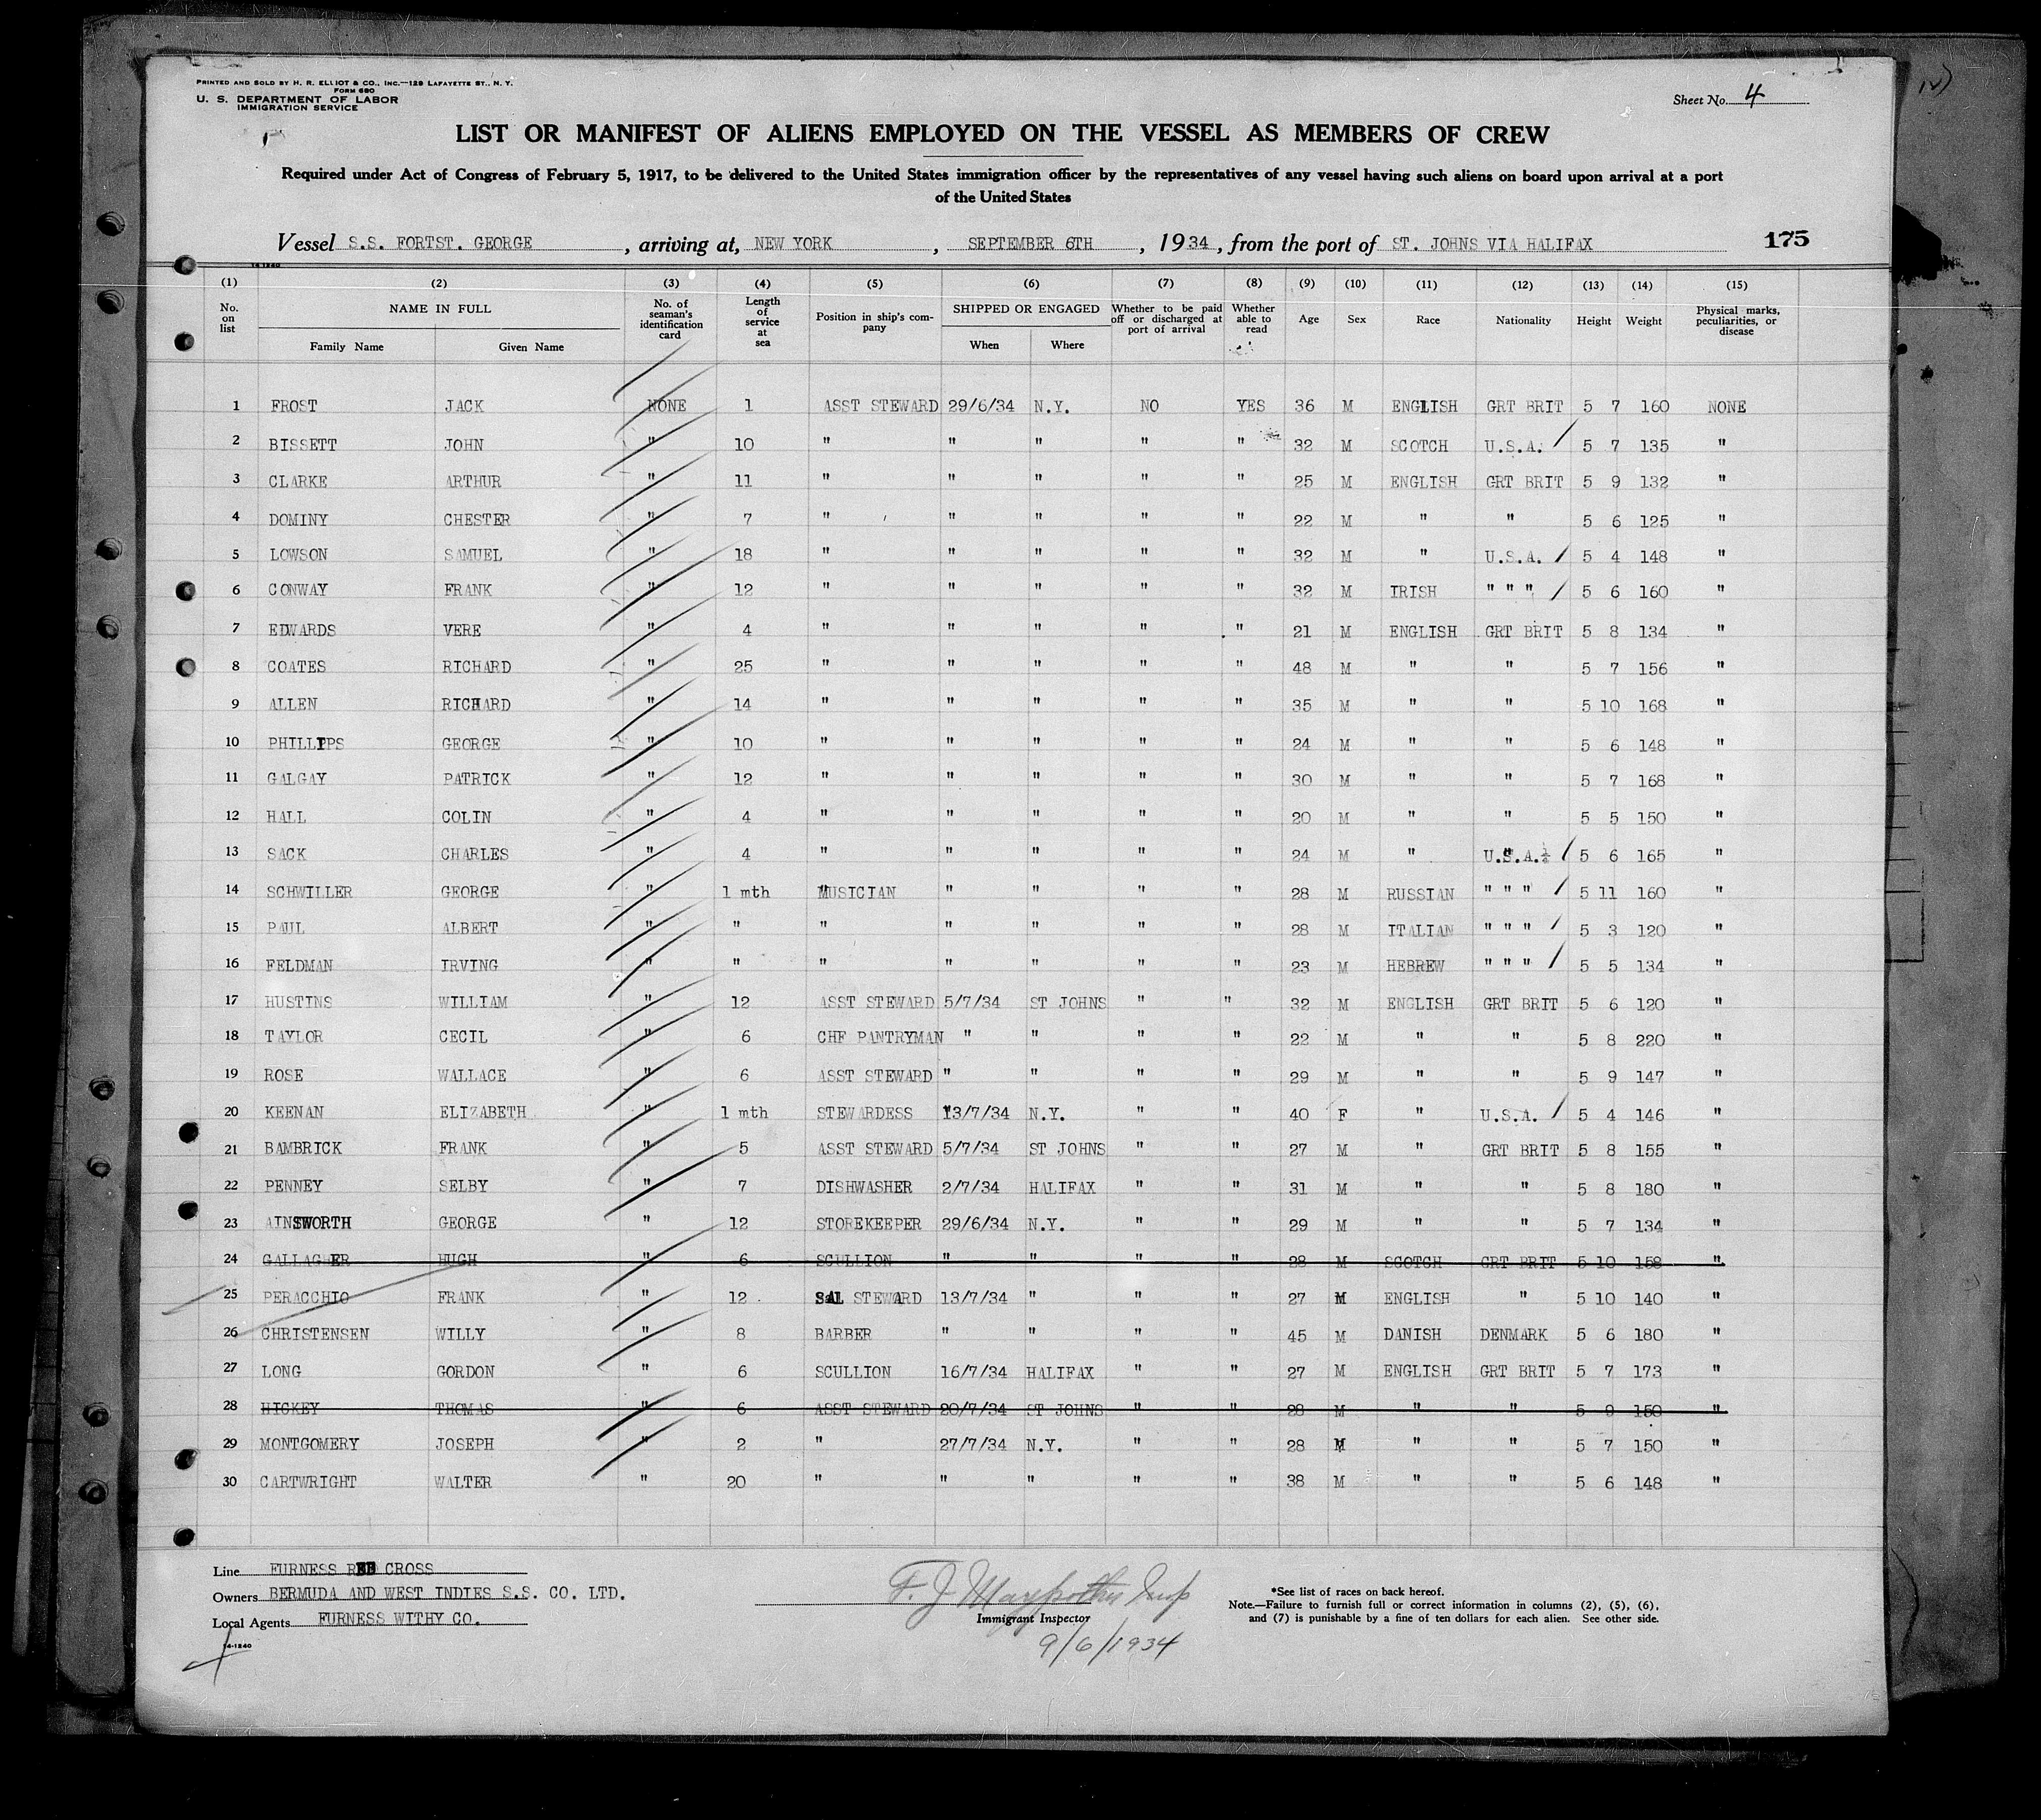 PRINTED AND SOLD BY H. R. ELLIOT & CO., INC.—129 LAFAYETTE ST., N. Y.
FORM 680
U. S. DEPARTMENT OF LABOR
IMMIGRATION SERVICE
Sheet No. 4
LIST OR MANIFEST OF ALIENS EMPLOYED ON THE VESSEL AS MEMBERS OF CREW
Required under Act of Congress of February 5, 1917, to be delivered to the United States immigration officer by the representatives of any vessel having such aliens on board upon arrival at a port
of the United States
Vessel S.S. FORTST. GEORGE, arriving at, NEW YORK, SEPTEMBER 6TH, 1934, from the port of ST. JOHNS VIA HALIFAX 175
14-1240
(1) (2) (3) (4) (5) (6) (7) (8) (9) (10) (11) (12) (13) (14) (15)
No. on list NAME IN FULL Family Name Given Name No. of seaman's identification card Length of service at sea Position in ship's company SHIPPED OR ENGAGED When Where Whether to be paid off or discharged at port of arrival Whether able to read Age Sex Race Nationality Height Weight Physical marks, peculiarities, or disease
1 FROST JACK NONE 1 ASST STEWARD 29/6/34 N.Y. NO YES 36 M ENGLISH GRT BRIT 5 7 160 NONE
2 BISSETT JOHN " 10 " " " " " 32 M SCOTCH U.S.A. 5 7 135 "
3 CLARKE ARTHUR " 11 " " " " " 25 M ENGLISH GRT BRIT 5 9 132 "
4 DOMINY CHESTER " 7 " " " " " 22 M " " 5 6 125 "
5 LOWSON SAMUEL " 18 " " " " " 32 M " U.S.A. 5 4 148 "
6 CONWAY FRANK " 12 " " " " " 32 M IRISH " " " 5 6 160 "
7 EDWARDS VERE " 4 " " " " " 21 M ENGLISH GRT BRIT 5 8 134 "
8 COATES RICHARD " 25 " " " " " 48 M " " 5 7 156 "
9 ALLEN RICHARD " 14 " " " " " 35 M " " 5 10 168 "
10 PHILLIPS GEORGE " 10 " " " " " 24 M " " 5 6 148 "
11 GALGAY PATRICK " 12 " " " " " 30 M " " 5 7 168 "
12 HALL COLIN " 4 " " " " " 20 M " " 5 5 150 "
13 SACK CHARLES " 4 " " " " " 24 M " U.S.A. 5 6 165 "
14 SCHWILLER GEORGE " 1 mth MUSICIAN " " " " 28 M RUSSIAN " " " 5 11 160 "
15 PAUL ALBERT " " " " " " " 28 M ITALIAN " " " 5 3 120 "
16 FELDMAN IRVING " " " " " " " 23 M HEBREW " " " 5 5 134 "
17 HUSTINS WILLIAM " 12 ASST STEWARD 5/7/34 ST JOHNS " " 32 M ENGLISH GRT BRIT 5 6 120 "
18 TAYLOR CECIL " 6 CHF PANTRYMAN " " " " 22 M " " 5 8 220 "
19 ROSE WALLACE " 6 ASST STEWARD " " " " 29 M " " 5 9 147 "
20 KEENAN ELIZABETH " 1 mth STEWARDESS 13/7/34 N.Y. " " 40 F " U.S.A. 5 4 146 "
21 BAMBRICK FRANK " 5 ASST STEWARD 5/7/34 ST JOHNS " " 27 M " GRT BRIT 5 8 155 "
22 PENNEY SELBY " 7 DISHWASHER 2/7/34 HALIFAX " " 31 M " " 5 8 180 "
23 AINSWORTH GEORGE " 12 STOREKEEPER 29/6/34 N.Y. " " 29 M " " 5 7 134 "
24 GALLAGHER HUGH " 6 SCULLION " " " " 28 M SCOTCH GRT BRIT 5 10 158 "
25 PERACCHIO FRANK " 12 SAL STEWARD 13/7/34 " " " 27 M ENGLISH " 5 10 140 "
26 CHRISTENSEN WILLY " 8 BARBER " " " " 45 M DANISH DENMARK 5 6 180 "
27 LONG GORDON " 6 SCULLION 16/7/34 HALIFAX " " 27 M ENGLISH GRT BRIT 5 7 173 "
28 HICKEY THOMAS " 6 ASST STEWARD 20/7/34 ST JOHNS " " 28 M " " 5 9 150 "
29 MONTGOMERY JOSEPH " 2 " 27/7/34 N.Y. " " 28 M " " 5 7 150 "
30 CARTWRIGHT WALTER " 20 " " " " " 38 M " " 5 6 148 "
Line FURNESS RED CROSS
Owners BERMUDA AND WEST INDIES S.S. CO. LTD.
Local Agents FURNESS WITHY CO.
14-1240
F. J
Immigrant Inspector
9/6/1934
*See list of races on back hereof.
Note.—Failure to furnish full or correct information in columns (2), (5), (6),
and (7) is punishable by a fine of ten dollars for each alien. See other side.